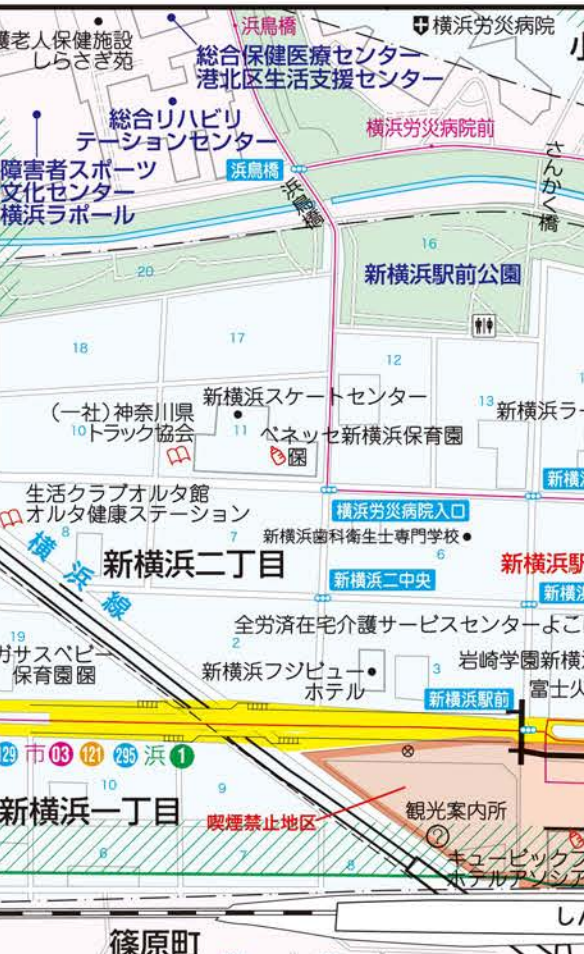 護老人保健施設
しらさぎ苑
浜鳥橋
横浜労災病院
小
総合保健医療センター
港北区生活支援センター
総合リハビリ
テーションセンター
横浜労災病院前
さんかく橋
障害者スポーツ
文化センター
横浜ラポール
浜鳥橋
浜鳥橋
16
新横浜駅前公園
20
18
17
12
13
新横浜スケートセンター
新横浜ラー
(一社)神奈川県
トラック協会
10
11
ベネッセ新横浜保育園
保
生活クラブオルタ館
オルタ健康ステーション
横浜労災病院入口
新横浜
8
7
新横浜歯科衛生士専門学校
6
横浜線
新横浜二丁目
新横浜二中央
新横浜駅
新横浜
全労済在宅介護サービスセンターよこ
19
2
ガサスベビー
保育園保
新横浜フジビュー
ホテル
3
岩崎学園新横浜
新横浜駅前
富士火
129
市
03
121
295
浜
1
10
9
新横浜一丁目
喫煙禁止地区
観光案内所
?
6
7
8
キュービックプ
ホテルアソシア
しん
篠原町